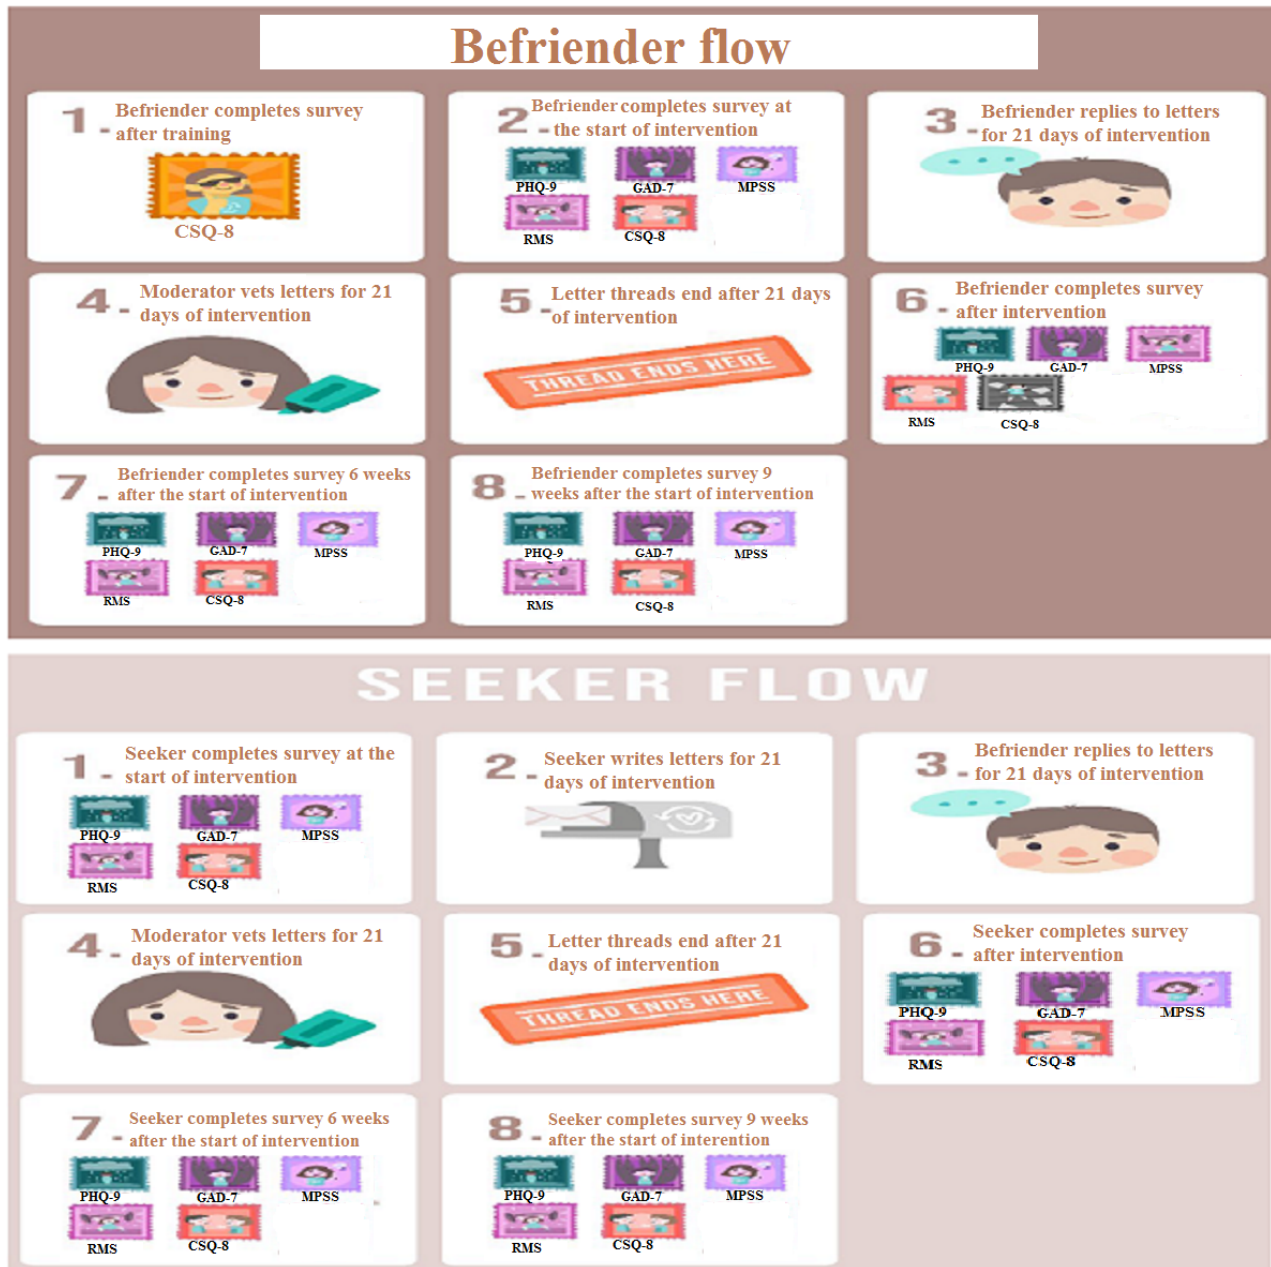 Befriender flow
1- Befriender completes survey
after training
CSQ-8
2- Befriender completes survey at
the start of intervention
PHQ-9 GAD-7 MPSS
RMS CSQ-8
3- Befriender replies to letters
for 21 days of intervention
4- Moderator vets letters for 21
days of intervention
5- Letter threads end after 21 days
of intervention
THREAD ENDS HERE
6- Befriender completes survey
after intervention
PHQ-9 GAD-7 MPSS
RMS CSQ-8
7- Befriender completes survey 6 weeks
after the start of intervention
PHQ-9 GAD-7 MPSS
RMS CSQ-8
8- Befriender completes survey 9
weeks after the start of intervention
PHQ-9 GAD-7 MPSS
RMS CSQ-8
SEEKER FLOW
1- Seeker completes survey at the
start of intervention
PHQ-9 GAD-7 MPSS
RMS CSQ-8
2- Seeker writes letters for 21
days of intervention
3- Befriender replies to letters
for 21 days of intervention
4- Moderator vets letters for 21
days of intervention
5- Letter threads end after 21
days of intervention
THREAD ENDS HERE
6- Seeker completes survey
after intervention
PHQ-9 GAD-7 MPSS
RMS CSQ-8
7- Seeker completes survey 6 weeks
after the start of intervention
PHQ-9 GAD-7 MPSS
RMS CSQ-8
8- Seeker completes survey 9 weeks
after the start of interention
PHQ-9 GAD-7 MPSS
RMS CSQ-8